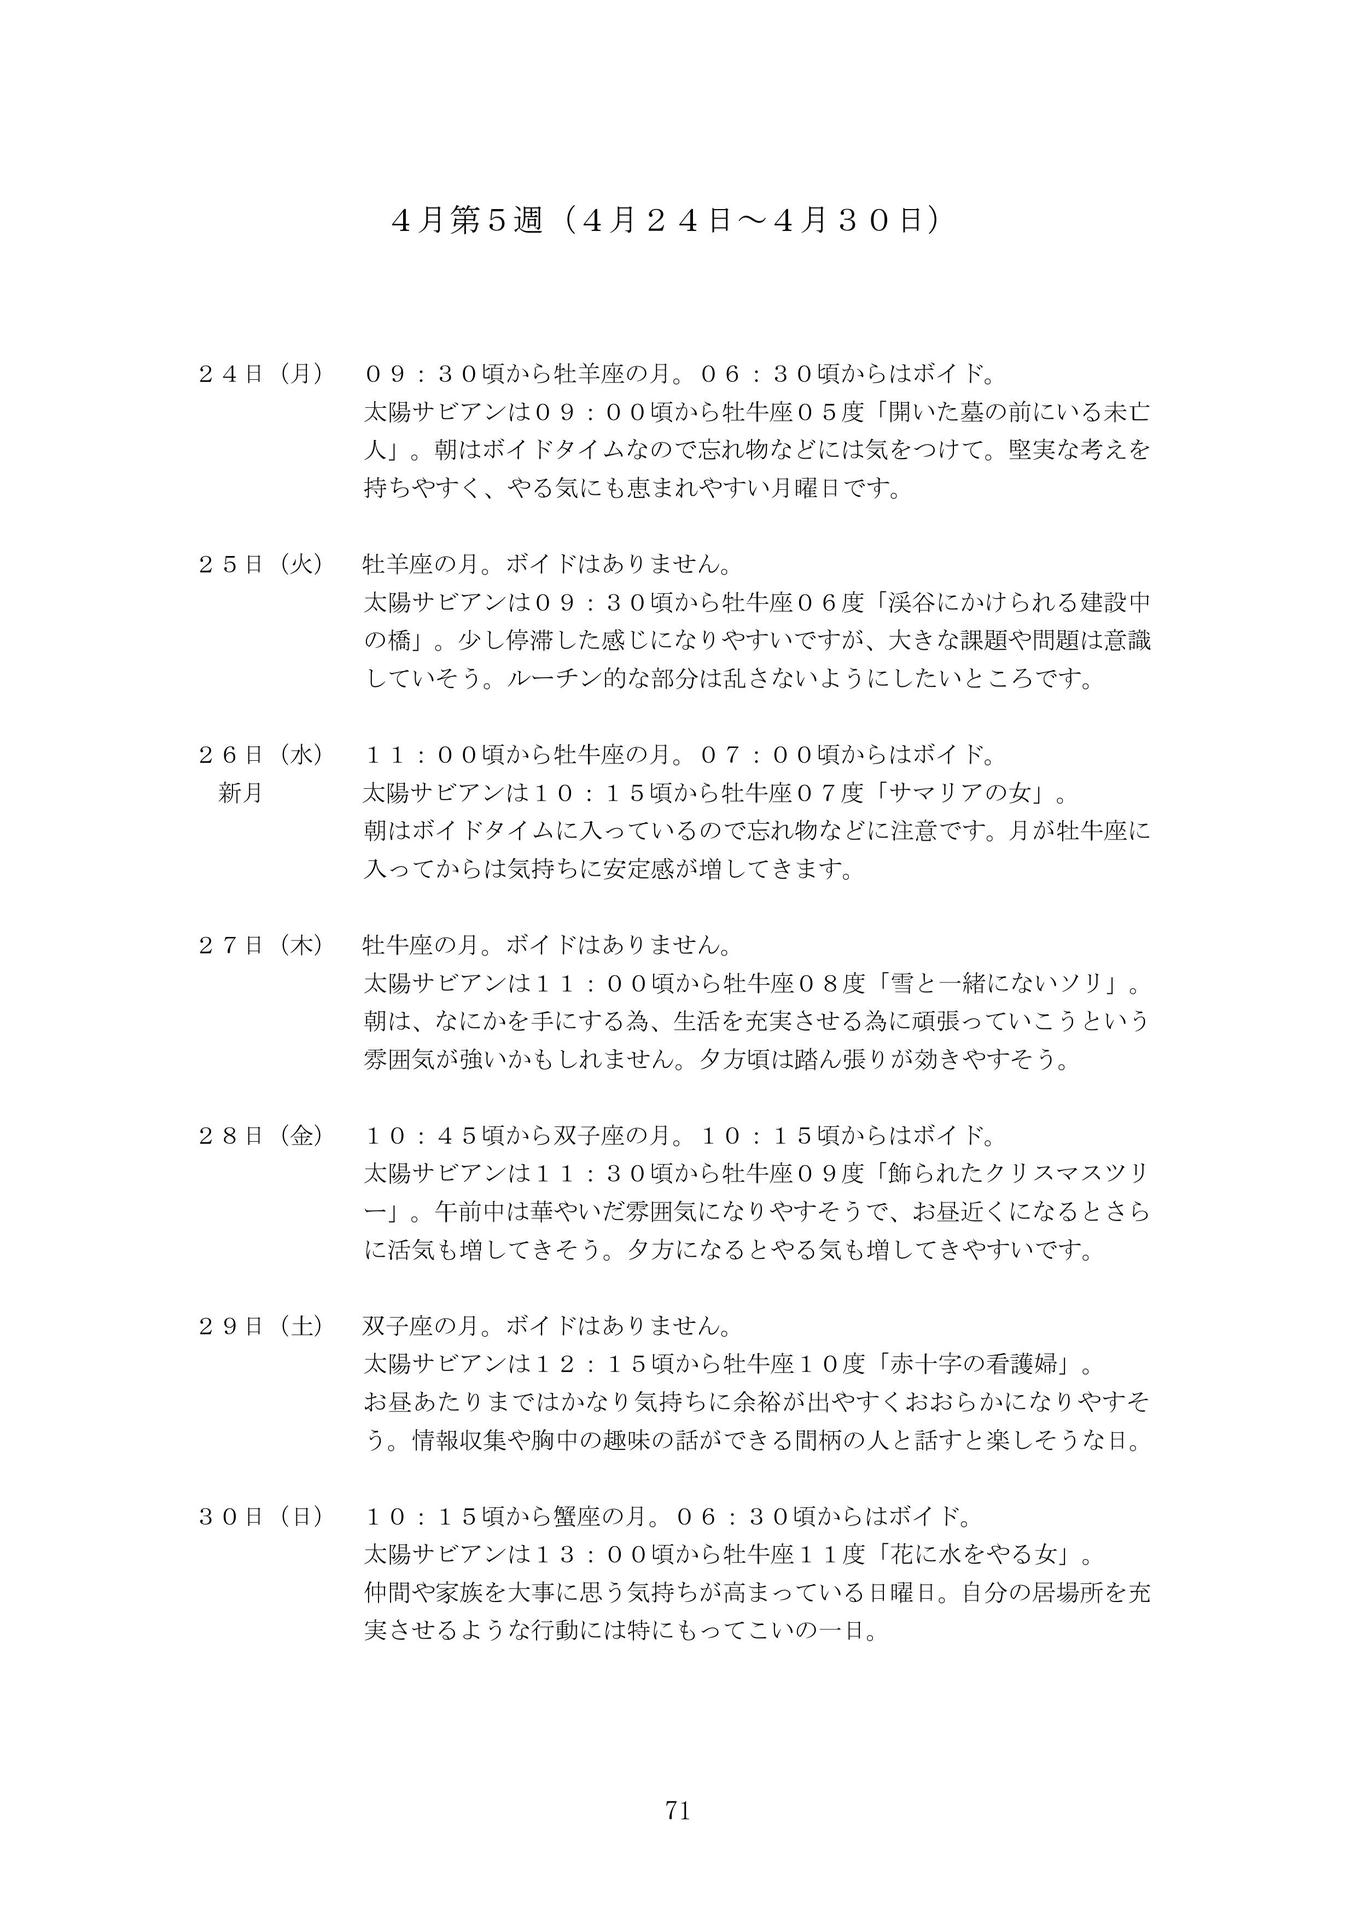 ４月第５週（４月２４日～４月３０日）
２４日（月）　０９：３０頃から牡羊座の月。０６：３０頃からはボイド。
太陽サビアンは０９：００頃から牡牛座０５度「開いた墓の前にいる未亡
人」。朝はボイドタイムなので忘れ物などには気をつけて。堅実な考えを
持ちやすく、やる気にも恵まれやすい月曜日です。
２５日（火）　牡羊座の月。ボイドはありません。
太陽サビアンは０９：３０頃から牡牛座０６度「渓谷にかけられる建設中
の橋」。少し停滞した感じになりやすいですが、大きな課題や問題は意識
していそう。ルーチン的な部分は乱さないようにしたいところです。
２６日（水）　１１：００頃から牡牛座の月。０７：００頃からはボイド。
新月　太陽サビアンは１０：１５頃から牡牛座０７度「サマリアの女」。
朝はボイドタイムに入っているので忘れ物などに注意です。月が牡牛座に
入ってからは気持ちに安定感が増してきます。
２７日（木）　牡牛座の月。ボイドはありません。
太陽サビアンは１１：００頃から牡牛座０８度「雪と一緒にないソリ」。
朝は、なにかを手にする為、生活を充実させる為に頑張っていこうという
雰囲気が強いかもしれません。夕方頃は踏ん張りが効きやすそう。
２８日（金）　１０：４５頃から双子座の月。１０：１５頃からはボイド。
太陽サビアンは１１：３０頃から牡牛座０９度「飾られたクリスマスツリ
ー」。午前中は華やいだ雰囲気になりやすそうで、お昼近くになるとさら
に活気も増してきそう。夕方になるとやる気も増してきやすいです。
２９日（土）　双子座の月。ボイドはありません。
太陽サビアンは１２：１５頃から牡牛座１０度「赤十字の看護婦」。
お昼あたりまではかなり気持ちに余裕が出やすくおおらかになりやすそ
う。情報収集や胸中の趣味の話ができる間柄の人と話すと楽しそうな日。
３０日（日）　１０：１５頃から蟹座の月。０６：３０頃からはボイド。
太陽サビアンは１３：００頃から牡牛座１１度「花に水をやる女」。
仲間や家族を大事に思う気持ちが高まっている日曜日。自分の居場所を充
実させるような行動には特にもってこいの一日。
71